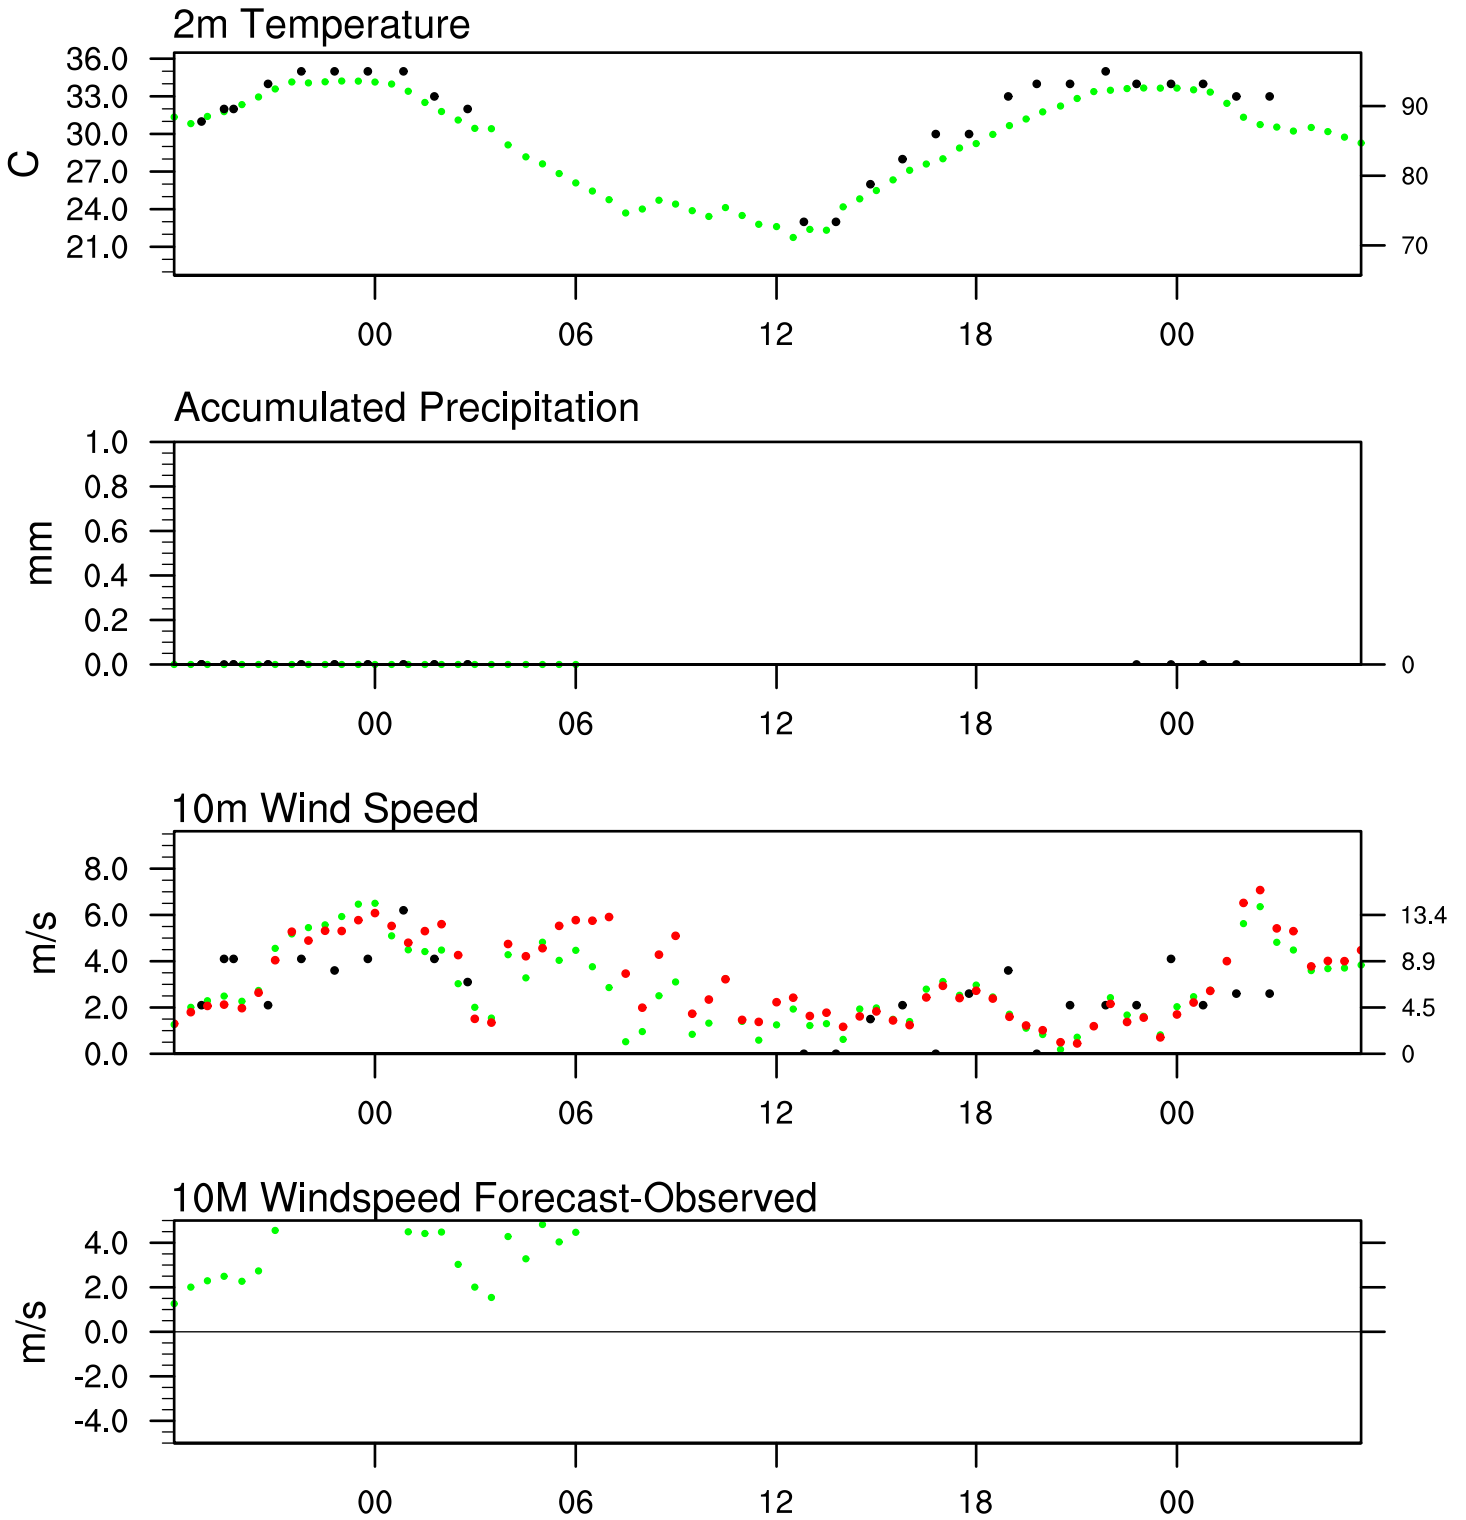 2m Temperature
36.0
33.0
30.0
27.0
24.0
21.0
C
90
80
70
00 06 12 18 00
Accumulated Precipitation
1.0
0.8
0.6
0.4
0.2
0.0
mm
0
00 06 12 18 00
10m Wind Speed
8.0
6.0
4.0
2.0
0.0
m/s
13.4
8.9
4.5
0
00 06 12 18 00
10M Windspeed Forecast-Observed
4.0
2.0
0.0
-2.0
-4.0
m/s
00 06 12 18 00